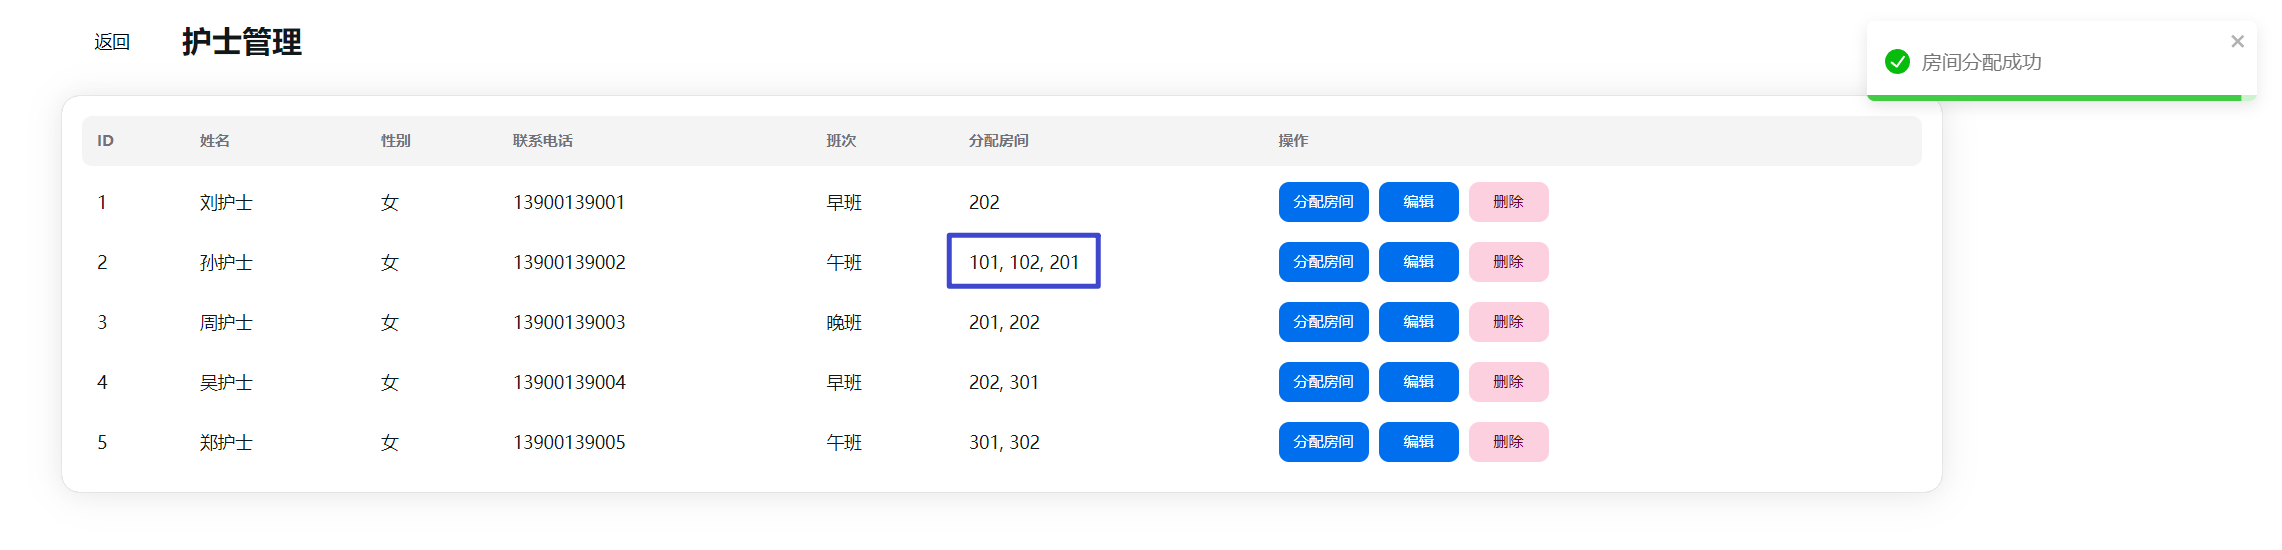 返回 护士管理
房间分配成功
ID 姓名 性别 联系电话 班次 分配房间 操作
1 刘护士 女 13900139001 早班 202 分配房间 编辑 删除
2 孙护士 女 13900139002 午班 101, 102, 201 分配房间 编辑 删除
3 周护士 女 13900139003 晚班 201, 202 分配房间 编辑 删除
4 吴护士 女 13900139004 早班 202, 301 分配房间 编辑 删除
5 郑护士 女 13900139005 午班 301, 302 分配房间 编辑 删除